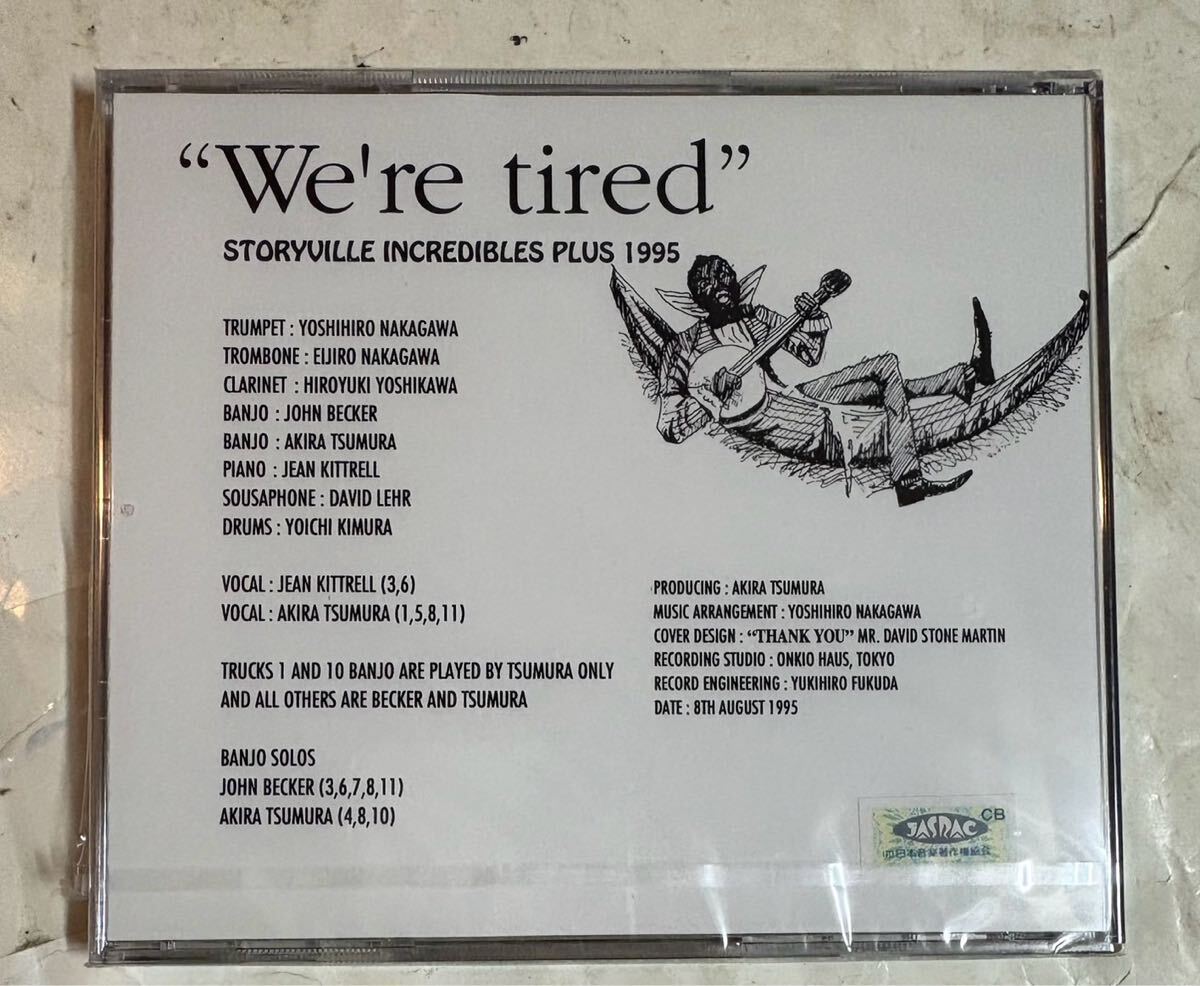 “We're tired”
STORYVILLE INCREDIBLES PLUS 1995
TRUMPET : YOSHIHIRO NAKAGAWA
TROMBONE : EIJIRO NAKAGAWA
CLARINET : HIROYUKI YOSHIKAWA
BANJO : JOHN BECKER
BANJO : AKIRA TSUMURA
PIANO : JEAN KITTRELL
SOUSAPHONE : DAVID LEHR
DRUMS : YOICHI KIMURA
VOCAL : JEAN KITTRELL (3,6)
VOCAL : AKIRA TSUMURA (1,5,8,11)
TRUCKS 1 AND 10 BANJO ARE PLAYED BY TSUMURA ONLY
AND ALL OTHERS ARE BECKER AND TSUMURA
BANJO SOLOS
JOHN BECKER (3,6,7,8,11)
AKIRA TSUMURA (4,8,10)
PRODUCING : AKIRA TSUMURA
MUSIC ARRANGEMENT : YOSHIHIRO NAKAGAWA
COVER DESIGN : “THANK YOU” MR. DAVID STONE MARTIN
RECORDING STUDIO : ONKIO HAUS, TOKYO
RECORD ENGINEERING : YUKIHIRO FUKUDA
DATE : 8TH AUGUST 1995
CB
JASRAC